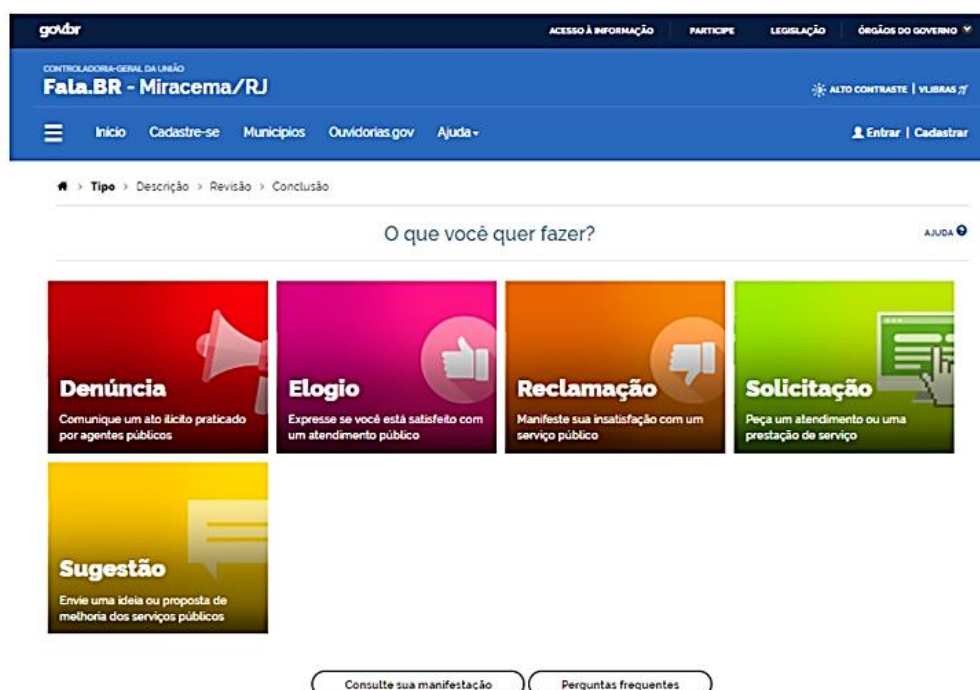 gov.br
ACESSO À INFORMAÇÃO PARTICIPE LEGISLAÇÃO ÓRGÃOS DO GOVERNO
CONTROLADORIA-GERAL DA UNIÃO
Fala.BR - Miracema/RJ
ALTO CONTRASTE | VLIBRAS
Início Cadastre-se Municípios Ouvidorias.gov Ajuda
Entrar | Cadastrar
> Tipo > Descrição > Revisão > Conclusão
O que você quer fazer?
AJUDA
Denúncia
Comunique um ato ilícito praticado
por agentes públicos
Elogio
Expresse se você está satisfeito com
um atendimento público
Reclamação
Manifeste sua insatisfação com um
serviço público
Solicitação
Peça um atendimento ou uma
prestação de serviço
Sugestão
Envie uma ideia ou proposta de
melhoria dos serviços públicos
Consulte sua manifestação
Perguntas frequentes